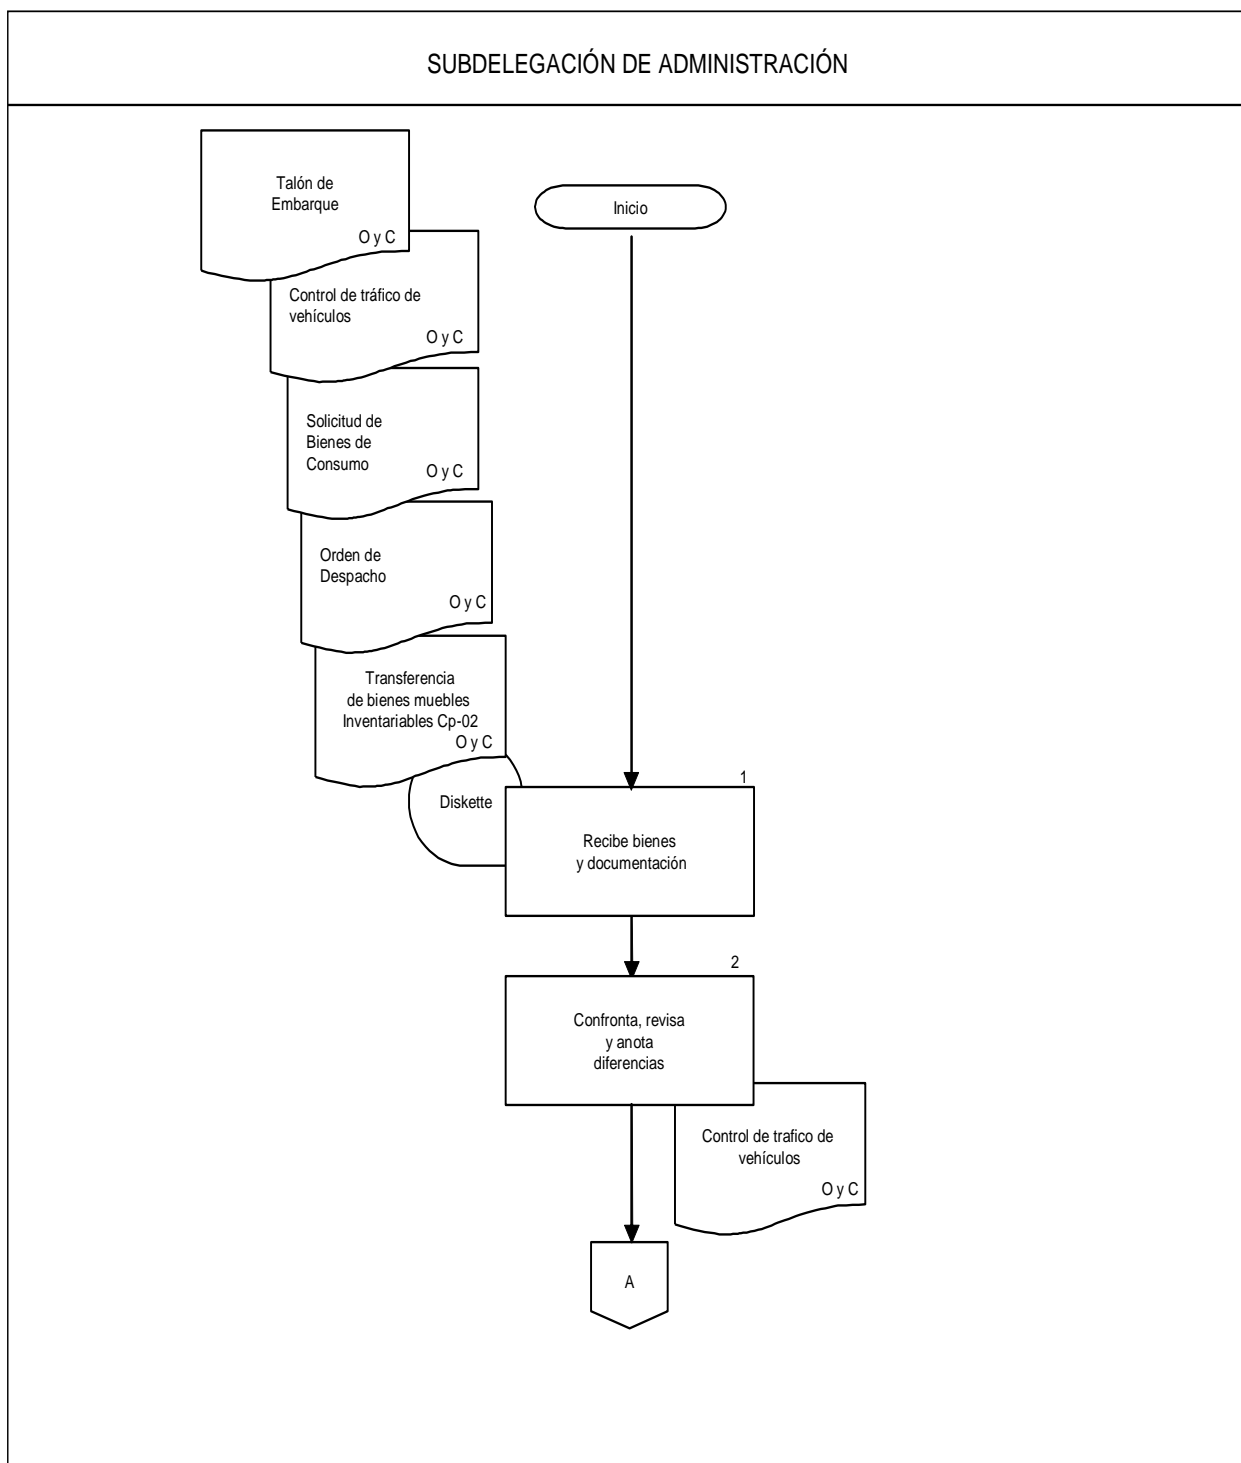 SUBDELEGACIÓN DE ADMINISTRACIÓN
Talón de
Embarque
O y C
Inicio
Control de tráfico de
vehículos
O y C
Solicitud de
Bienes de
Consumo
O y C
Orden de
Despacho
O y C
Transferencia
de bienes muebles
Inventariables Cp-02
O y C
Diskette
1
Recibe bienes
y documentación
2
Confronta, revisa
y anota
diferencias
Control de trafico de
vehículos
O y C
A